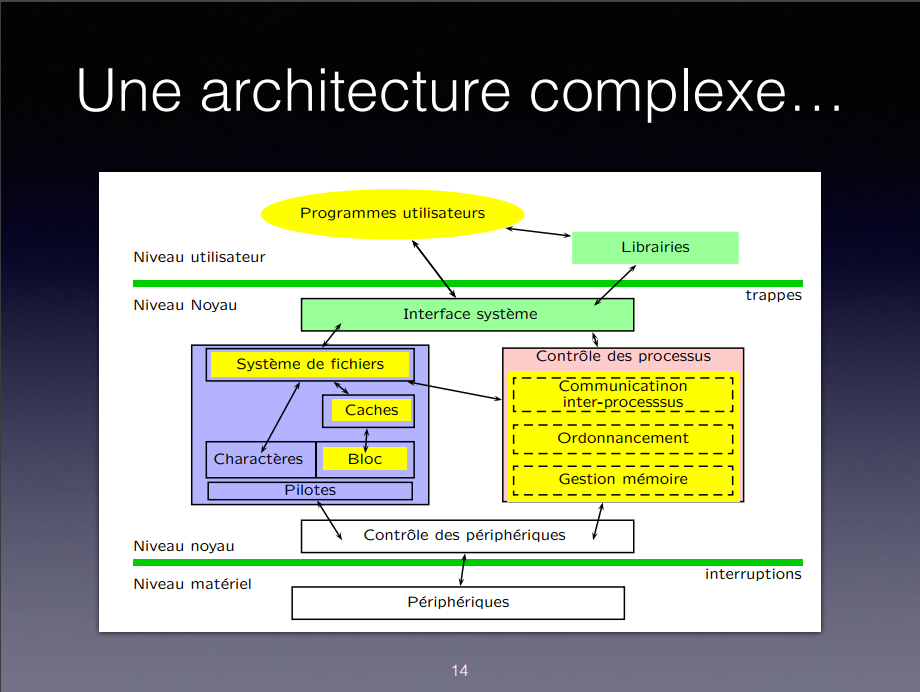 Une architecture complexe…
Programmes utilisateurs
Librairies
Niveau utilisateur
trappes
Niveau Noyau
Interface système
Système de fichiers
Contrôle des processus
Communicatinon
inter-processsus
Caches
Ordonnancement
Charactères
Bloc
Gestion mémoire
Pilotes
Contrôle des périphériques
Niveau noyau
interruptions
Niveau matériel
Périphériques
14